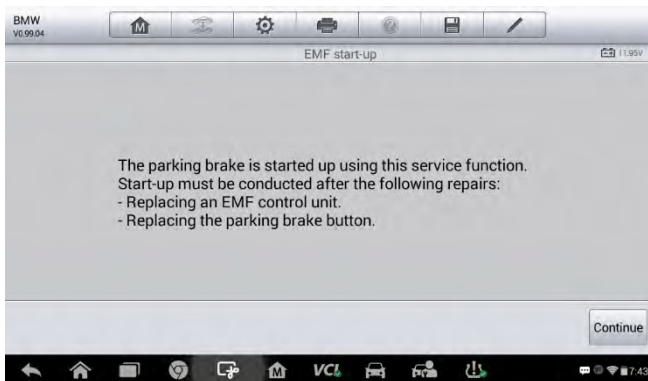 BMW
V0.99.04
M
EMF start-up
11.95V
The parking brake is started up using this service function.
Start-up must be conducted after the following repairs:
- Replacing an EMF control unit.
- Replacing the parking brake button.
Continue
M
VCI
7:43